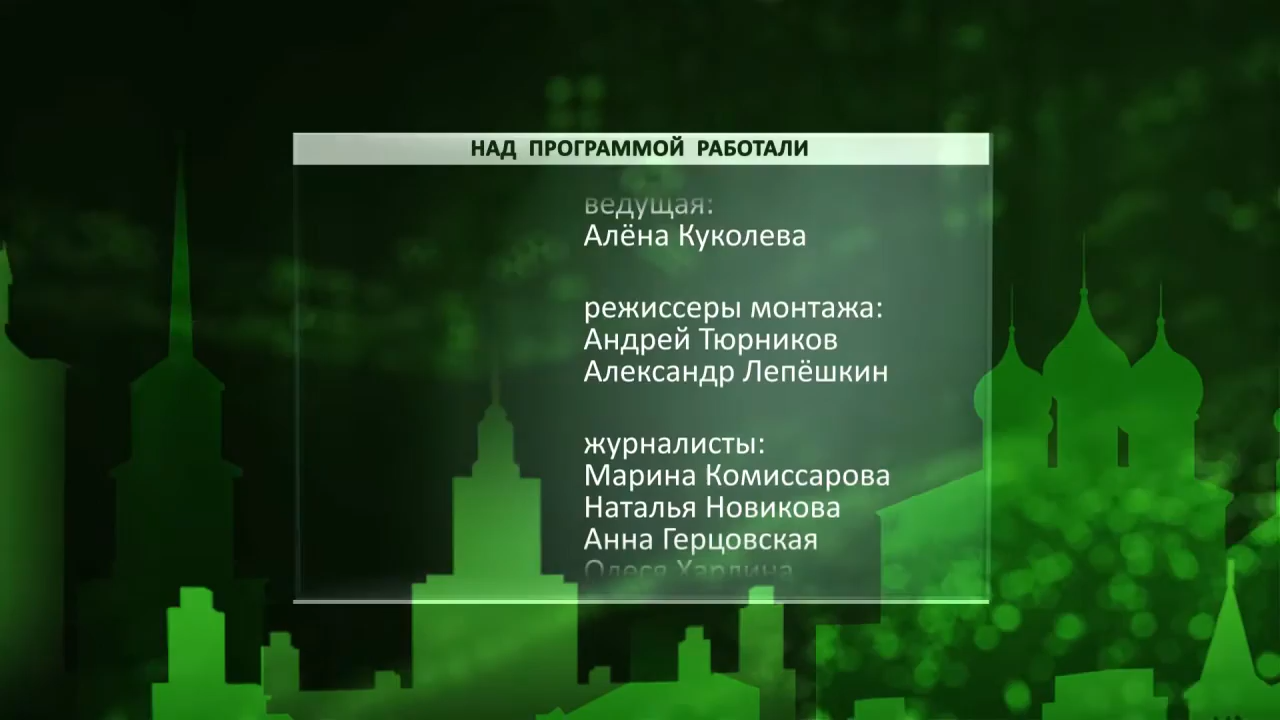 НАД ПРОГРАММОЙ РАБОТАЛИ
ведущая:
Алёна Куколева
режиссеры монтажа:
Андрей Тюрников
Александр Лепёшкин
журналисты:
Марина Комиссарова
Наталья Новикова
Анна Герцовская
Олеся